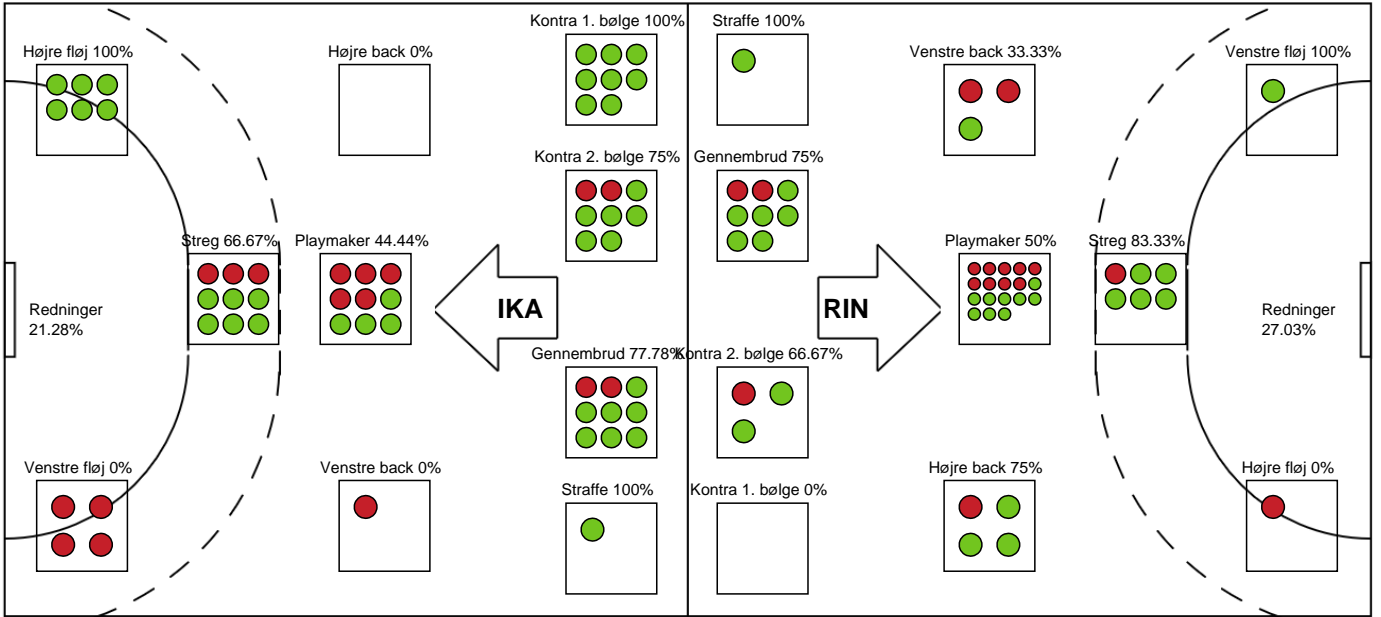 Kontra 1. bølge 100%
Straffe 100%
Højre fløj 100%
Højre back 0%
Venstre back 33.33%
Venstre fløj 100%
Kontra 2. bølge 75%
Gennembrud 75%
Streg 66.67%
Playmaker 44.44%
Playmaker 50%
Streg 83.33%
Redninger
21.28%
IKA
RIN
Redninger
27.03%
Gennembrud 77.78%
Kontra 2. bølge 66.67%
Venstre fløj 0%
Venstre back 0%
Straffe 100%
Kontra 1. bølge 0%
Højre back 75%
Højre fløj 0%